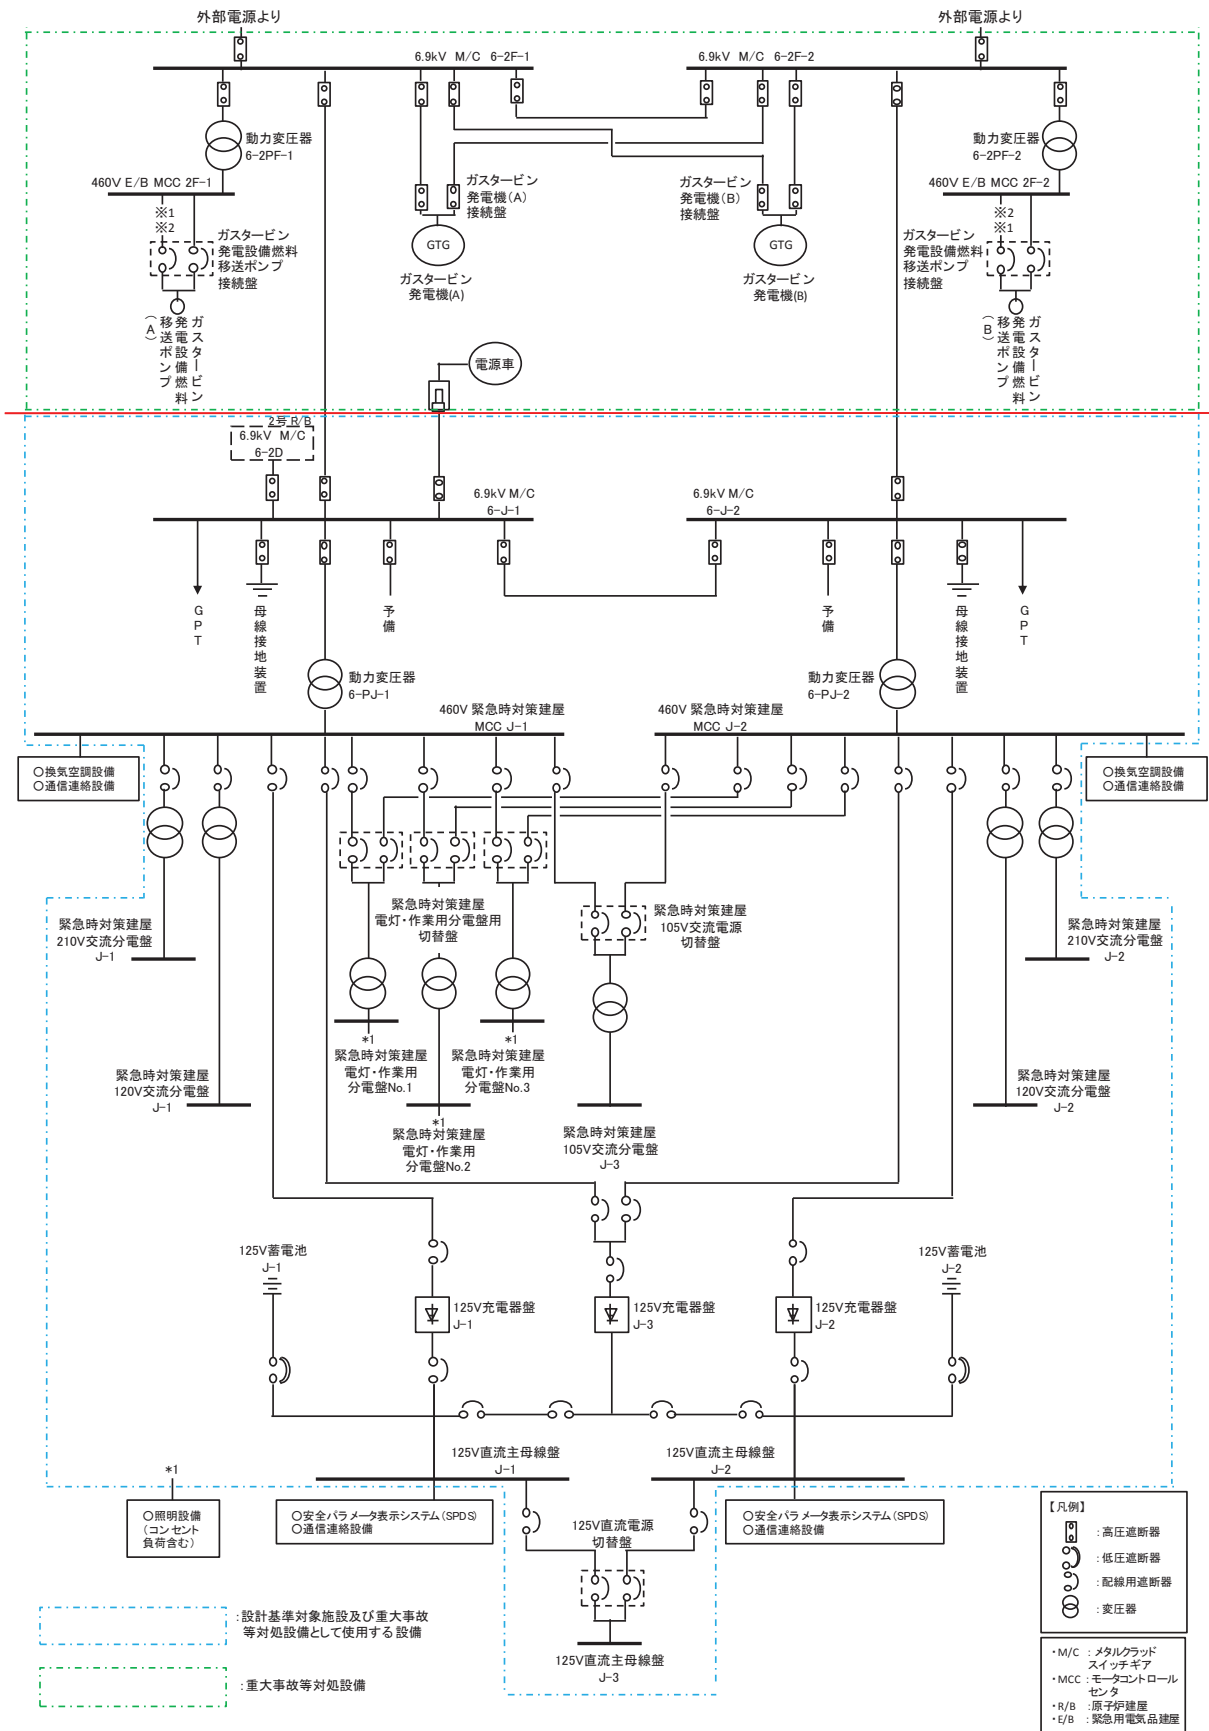 外部電源より
外部電源より
6.9kV M/C 6-2F-1
6.9kV M/C 6-2F-2
動力変圧器
6-2PF-1
動力変圧器
6-2PF-2
460V E/B MCC 2F-1
460V E/B MCC 2F-2
※1
※2
ガスタービン
発電設備燃料
移送ポンプ
接続盤
ガスタービン
発電機(A)
接続盤
ガスタービン
発電機(B)
接続盤
※2
※1
ガスタービン
発電設備燃料
移送ポンプ
接続盤
GTG
GTG
ガスタービン
発電機(A)
ガスタービン
発電機(B)
ガスタービン
発電設備燃料
移送ポンプ
(A)
ガスタービン
発電設備燃料
移送ポンプ
(B)
電源車
2号 R/B
6.9kV M/C
6-2D
6.9kV M/C
6-J-1
6.9kV M/C
6-J-2
GPT
母線接地装置
予備
予備
母線接地装置
GPT
動力変圧器
6-PJ-1
動力変圧器
6-PJ-2
460V 緊急時対策建屋
MCC J-1
460V 緊急時対策建屋
MCC J-2
○換気空調設備
○通信連絡設備
○換気空調設備
○通信連絡設備
緊急時対策建屋
210V交流分電盤
J-1
緊急時対策建屋
電灯・作業用分電盤用
切替盤
緊急時対策建屋
105V交流電源
切替盤
緊急時対策建屋
210V交流分電盤
J-2
*1
緊急時対策建屋
電灯・作業用
分電盤No.1
*1
緊急時対策建屋
電灯・作業用
分電盤No.3
緊急時対策建屋
120V交流分電盤
J-1
緊急時対策建屋
120V交流分電盤
J-2
*1
緊急時対策建屋
電灯・作業用
分電盤No.2
緊急時対策建屋
105V交流分電盤
J-3
125V蓄電池
J-1
125V蓄電池
J-2
125V充電器盤
J-1
125V充電器盤
J-3
125V充電器盤
J-2
125V直流主母線盤
J-1
125V直流主母線盤
J-2
*1
○照明設備
(コンセント
負荷含む)
○安全パラメータ表示システム(SPDS)
○通信連絡設備
125V直流電源
切替盤
○安全パラメータ表示システム(SPDS)
○通信連絡設備
125V直流主母線盤
J-3
【凡例】
:高圧遮断器
:低圧遮断器
:配線用遮断器
:変圧器
・M/C :メタルクラッド
スイッチギア
・MCC :モータコントロール
センタ
・R/B :原子炉建屋
・E/B :緊急用電気品建屋
:設計基準対象施設及び重大事故
等対処設備として使用する設備
:重大事故等対処設備